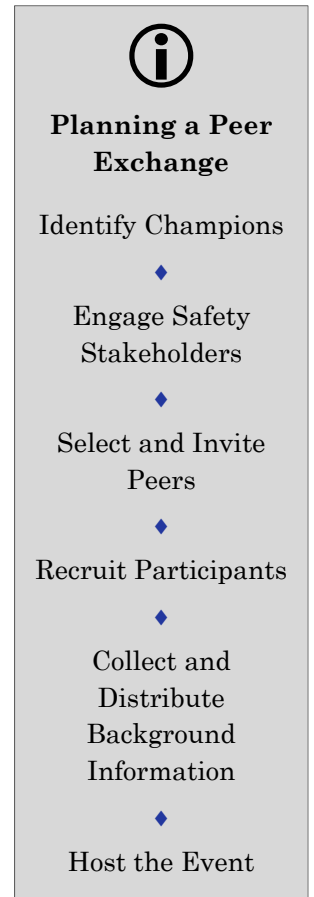 Planning a Peer
Exchange
Identify Champions
Engage Safety
Stakeholders
Select and Invite
Peers
Recruit Participants
Collect and
Distribute
Background
Information
Host the Event